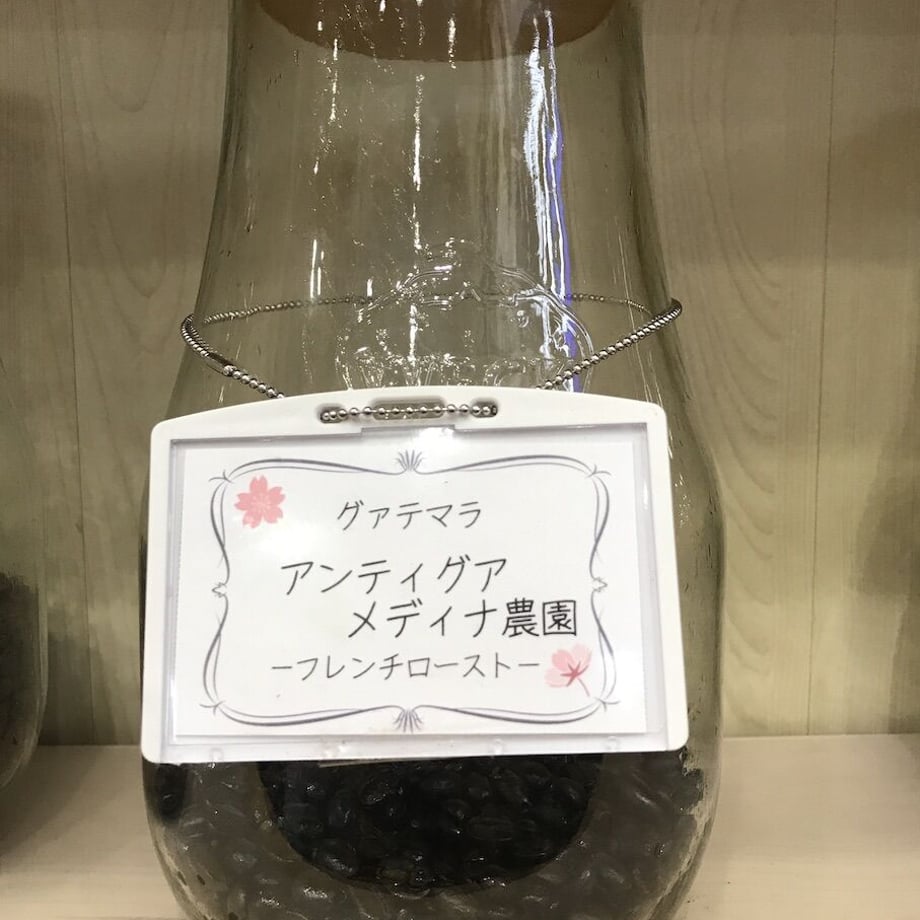 グァテマラ
アンティグア
メディナ農園
ーフレンチローストー